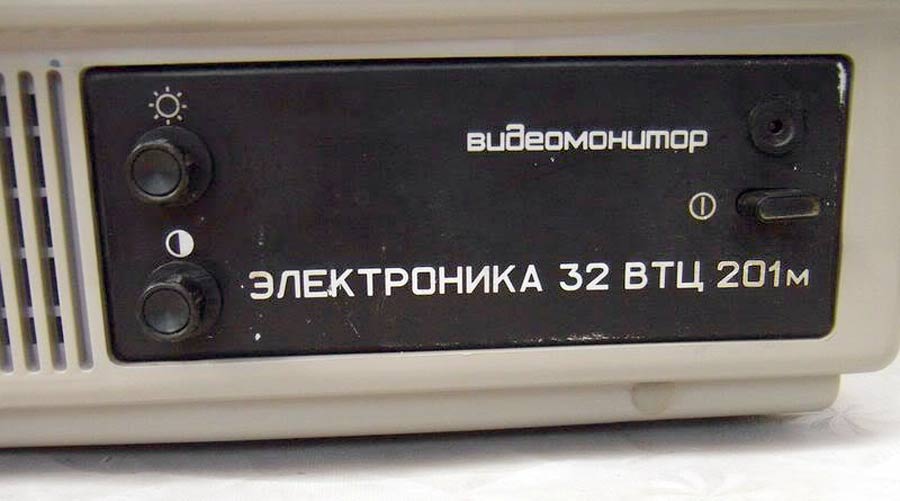 видеомонитор
ЭЛЕКТРОНИКА 32 ВТЦ 201м